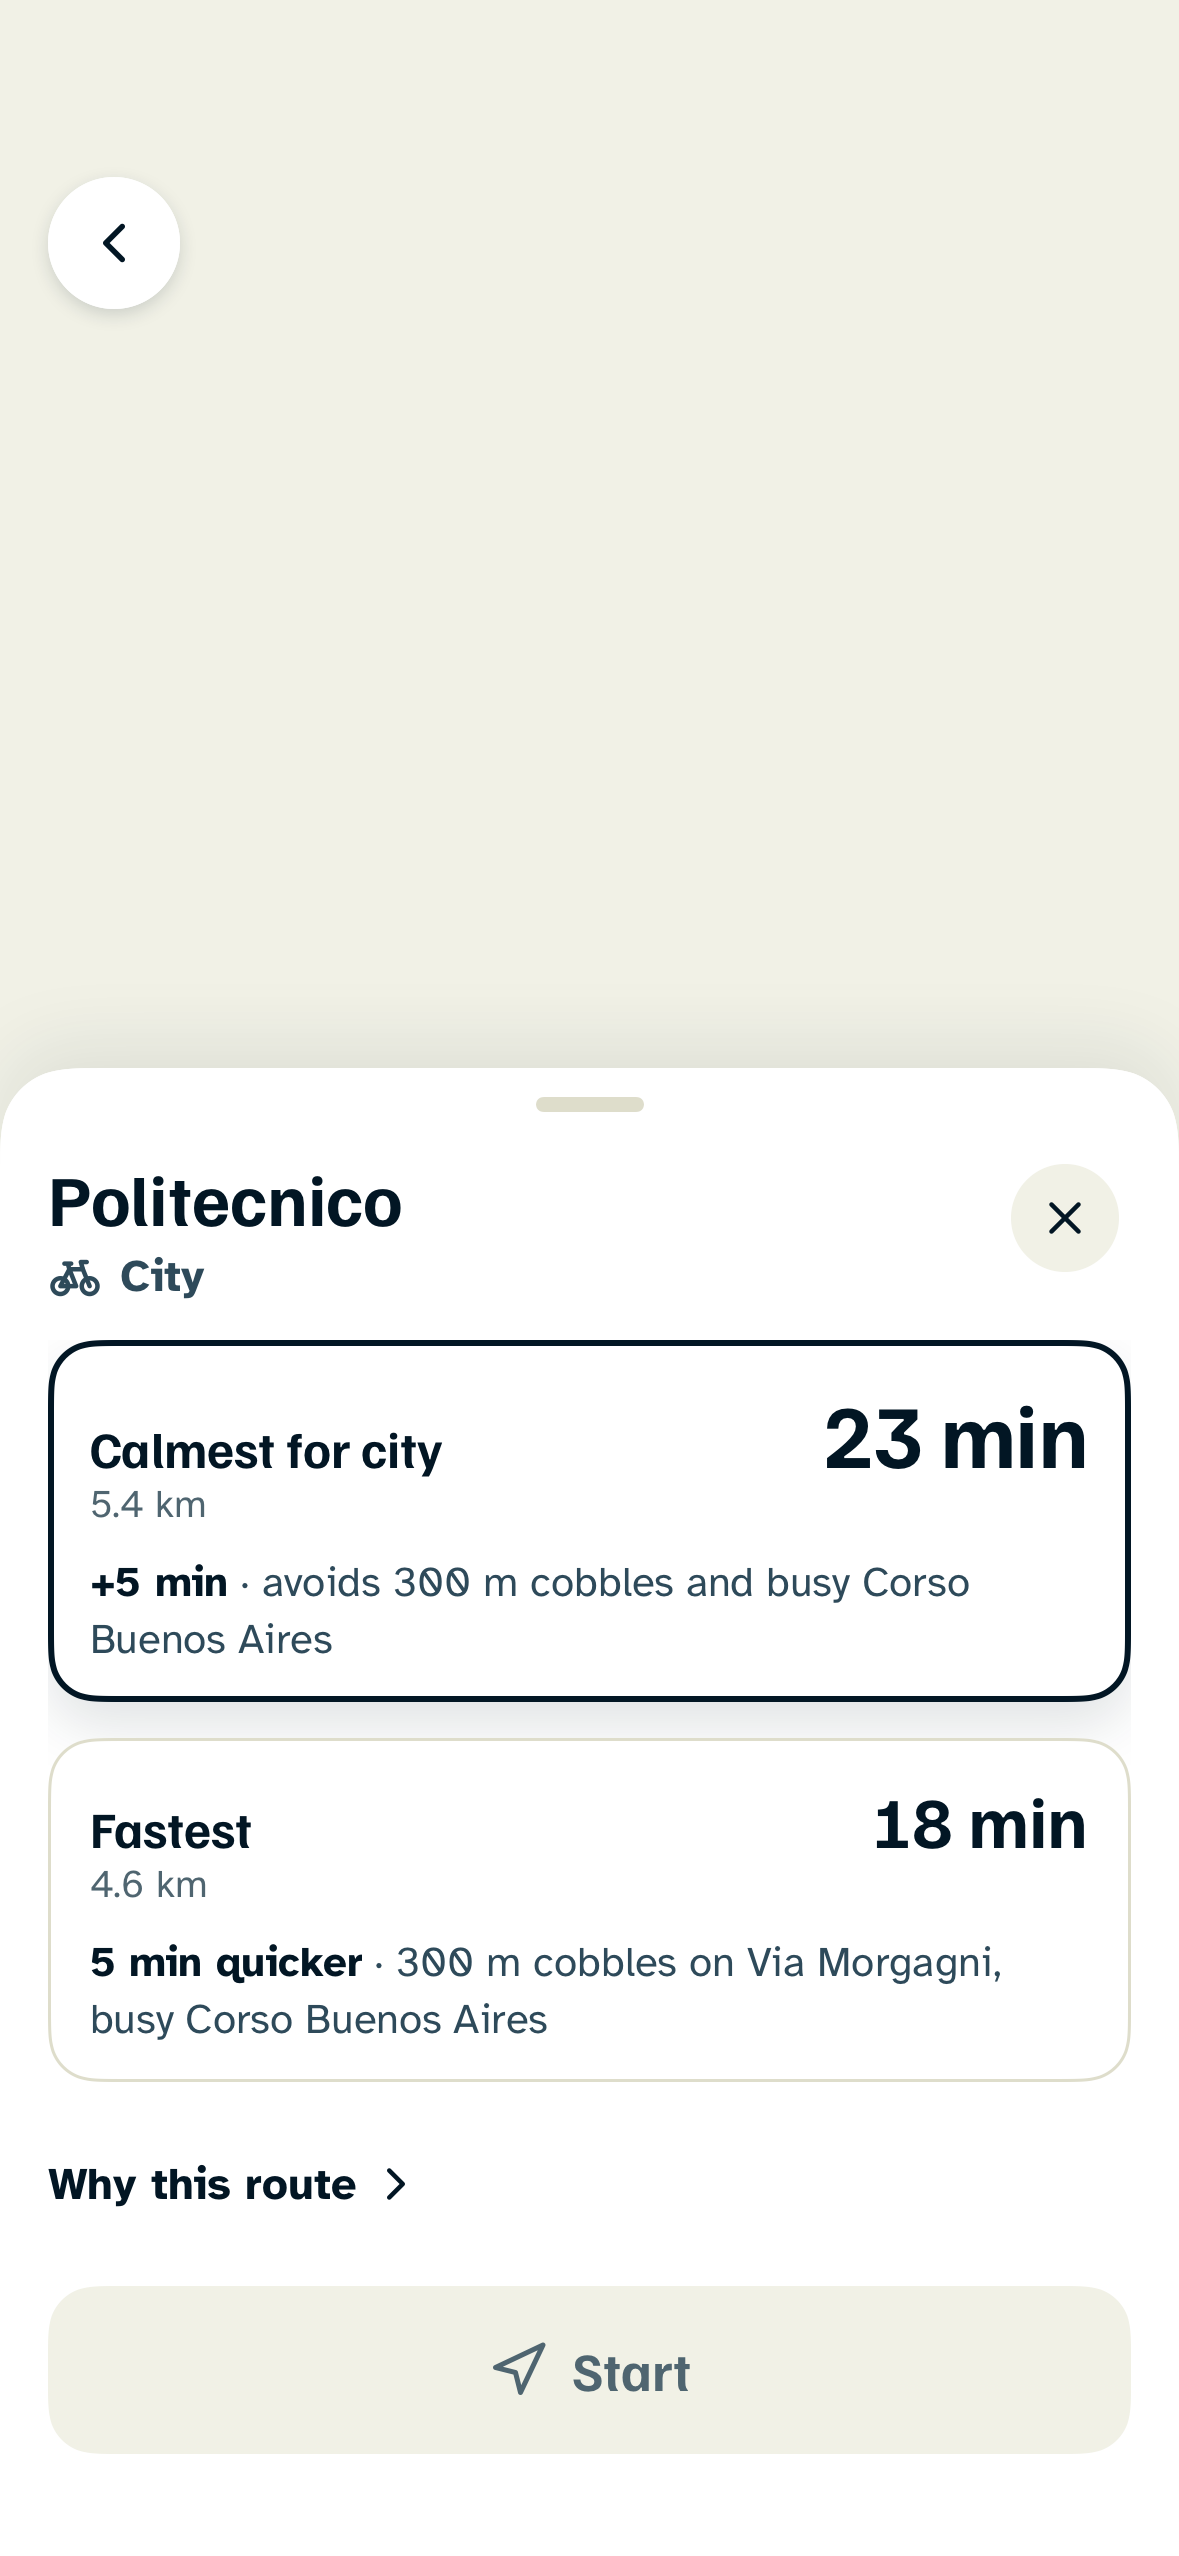 Politecnico
City
Calmest for city 23 min
5.4 km
+5 min · avoids 300 m cobbles and busy Corso
Buenos Aires
Fastest 18 min
4.6 km
5 min quicker · 300 m cobbles on Via Morgagni,
busy Corso Buenos Aires
Why this route
Start